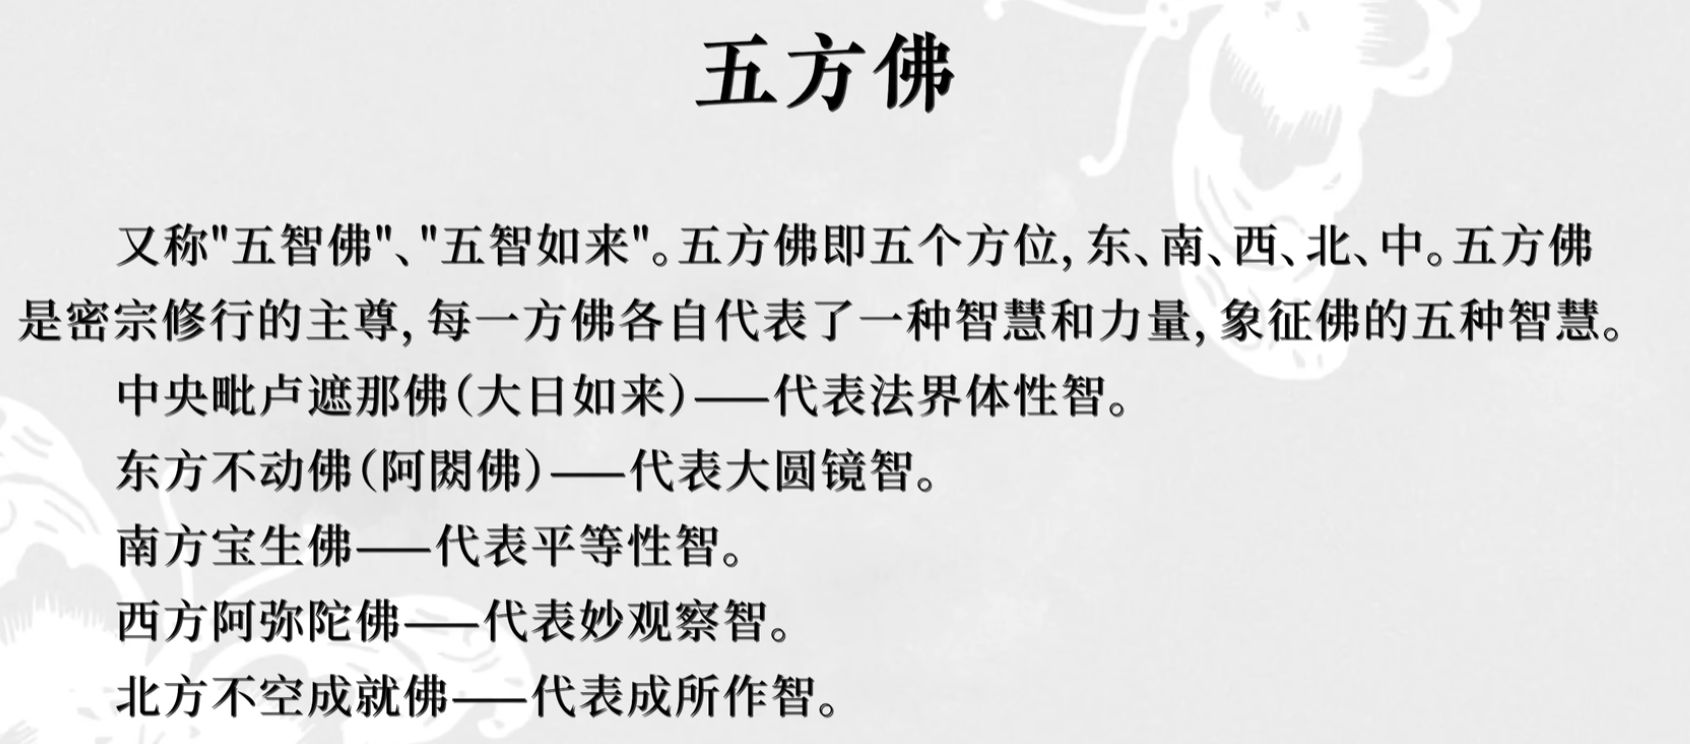 五方佛
又称"五智佛"、"五智如来"。五方佛即五个方位,东、南、西、北、中。五方佛
是密宗修行的主尊,每一方佛各自代表了一种智慧和力量,象征佛的五种智慧。
中央毗卢遮那佛(大日如来)——代表法界体性智。
东方不动佛(阿閦佛)——代表大圆镜智。
南方宝生佛——代表平等性智。
西方阿弥陀佛——代表妙观察智。
北方不空成就佛——代表成所作智。